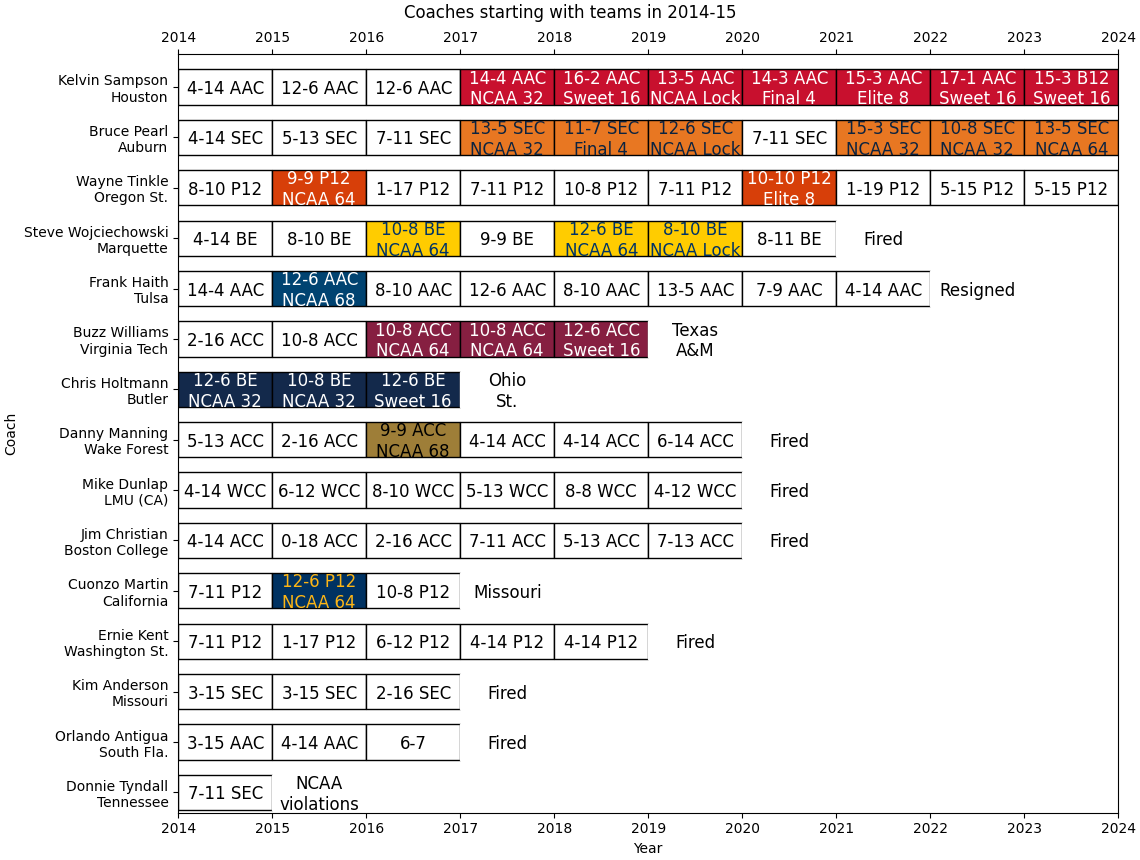 Coaches starting with teams in 2014-15
2014 2015 2016 2017 2018 2019 2020 2021 2022 2023 2024
Kelvin Sampson
Houston
4-14 AAC 12-6 AAC 12-6 AAC 14-4 AAC 16-2 AAC 13-5 AAC 14-3 AAC 15-3 AAC 17-1 AAC 15-3 B12
NCAA 32 Sweet 16 NCAA Lock Final 4 Elite 8 Sweet 16 Sweet 16
Bruce Pearl
Auburn
4-14 SEC 5-13 SEC 7-11 SEC 13-5 SEC 11-7 SEC 12-6 SEC 7-11 SEC 15-3 SEC 10-8 SEC 13-5 SEC
NCAA 32 Final 4 NCAA Lock NCAA 32 NCAA 32 NCAA 64
Wayne Tinkle
Oregon St.
8-10 P12 9-9 P12 1-17 P12 7-11 P12 10-8 P12 7-11 P12 10-10 P12 1-19 P12 5-15 P12 5-15 P12
NCAA 64 Elite 8
Steve Wojciechowski
Marquette
4-14 BE 8-10 BE 10-8 BE 9-9 BE 12-6 BE 8-10 BE 8-11 BE Fired
NCAA 64 NCAA 64 NCAA Lock
Frank Haith
Tulsa
14-4 AAC 12-6 AAC 8-10 AAC 12-6 AAC 8-10 AAC 13-5 AAC 7-9 AAC 4-14 AAC Resigned
NCAA 68
Buzz Williams
Virginia Tech
2-16 ACC 10-8 ACC 10-8 ACC 10-8 ACC 12-6 ACC Texas
NCAA 64 NCAA 64 Sweet 16 A&M
Chris Holtmann
Butler
12-6 BE 10-8 BE 12-6 BE Ohio
NCAA 32 NCAA 32 Sweet 16 St.
Coach
Danny Manning
Wake Forest
5-13 ACC 2-16 ACC 9-9 ACC 4-14 ACC 4-14 ACC 6-14 ACC Fired
NCAA 68
Mike Dunlap
LMU (CA)
4-14 WCC 6-12 WCC 8-10 WCC 5-13 WCC 8-8 WCC 4-12 WCC Fired
Jim Christian
Boston College
4-14 ACC 0-18 ACC 2-16 ACC 7-11 ACC 5-13 ACC 7-13 ACC Fired
Cuonzo Martin
California
7-11 P12 12-6 P12 10-8 P12 Missouri
NCAA 64
Ernie Kent
Washington St.
7-11 P12 1-17 P12 6-12 P12 4-14 P12 4-14 P12 Fired
Kim Anderson
Missouri
3-15 SEC 3-15 SEC 2-16 SEC Fired
Orlando Antigua
South Fla.
3-15 AAC 4-14 AAC 6-7 Fired
Donnie Tyndall
Tennessee
7-11 SEC NCAA
violations
2014 2015 2016 2017 2018 2019 2020 2021 2022 2023 2024
Year